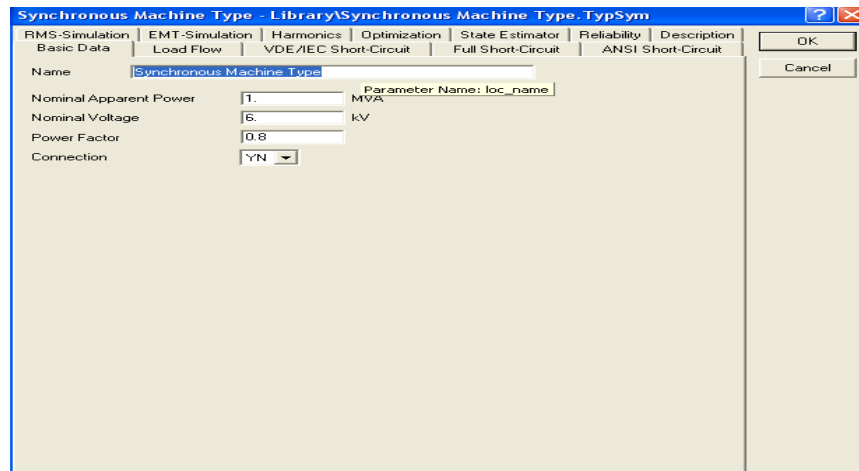 Synchronous Machine Type - Library\Synchronous Machine Type.TypSym
RMS-Simulation EMT-Simulation Harmonics Optimization State Estimator Reliability Description
Basic Data Load Flow VDE/IEC Short-Circuit Full Short-Circuit ANSI Short-Circuit
OK
Cancel
Name Synchronous Machine Type
Parameter Name: loc_name
Nominal Apparent Power 1. MVA
Nominal Voltage 6. kV
Power Factor 0.8
Connection YN